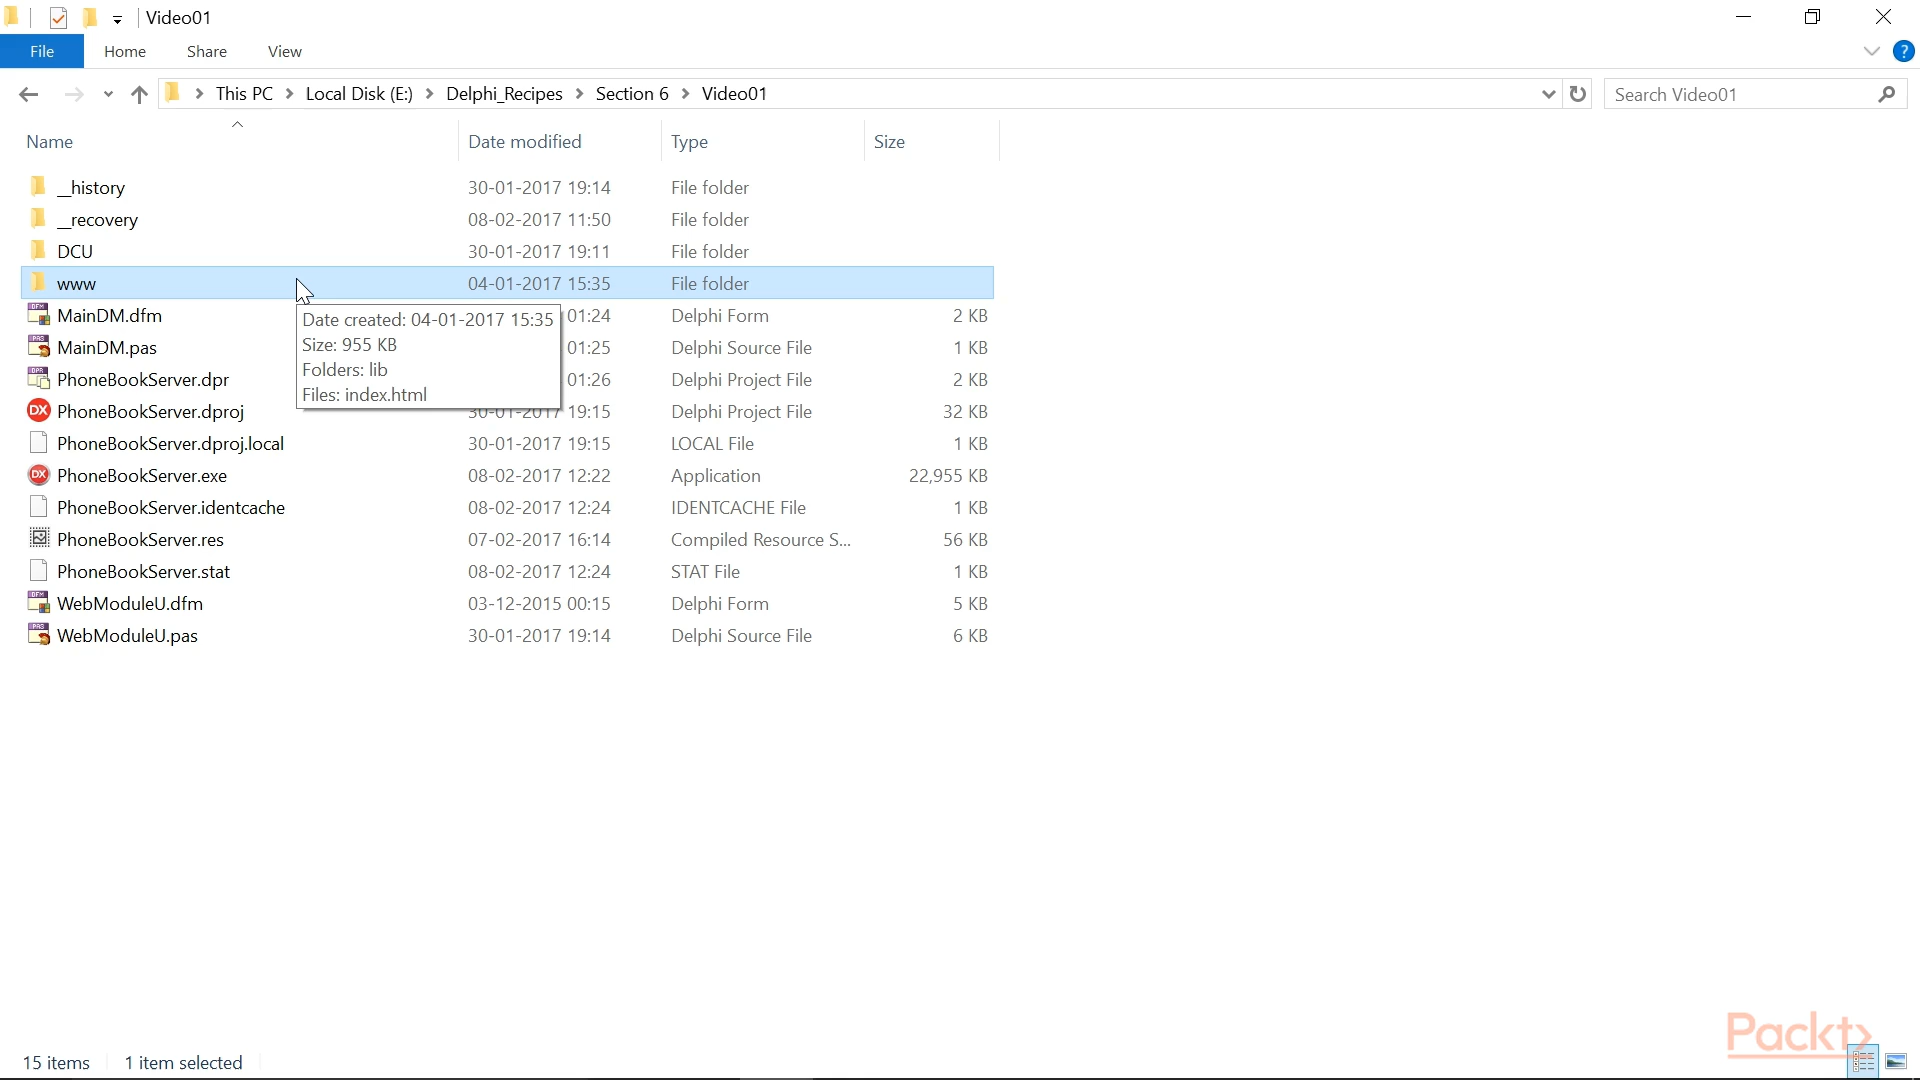 Video01
File Home Share View
This PC Local Disk (E:) Delphi_Recipes Section 6 Video01 Search Video01
Name Date modified Type Size
__history 30-01-2017 19:14 File folder
__recovery 08-02-2017 11:50 File folder
DCU 30-01-2017 19:11 File folder
www 04-01-2017 15:35 File folder
MainDM.dfm 01:24 Delphi Form 2 KB
MainDM.pas 01:25 Delphi Source File 1 KB
PhoneBookServer.dpr 01:26 Delphi Project File 2 KB
PhoneBookServer.dproj 30-01-2017 19:15 Delphi Project File 32 KB
Date created: 04-01-2017 15:35
Size: 955 KB
Folders: lib
Files: index.html
PhoneBookServer.dproj.local 30-01-2017 19:15 LOCAL File 1 KB
PhoneBookServer.exe 08-02-2017 12:22 Application 22,955 KB
PhoneBookServer.identcache 08-02-2017 12:24 IDENTCACHE File 1 KB
PhoneBookServer.res 07-02-2017 16:14 Compiled Resource S... 56 KB
PhoneBookServer.stat 08-02-2017 12:24 STAT File 1 KB
WebModuleU.dfm 03-12-2015 00:15 Delphi Form 5 KB
WebModuleU.pas 30-01-2017 19:14 Delphi Source File 6 KB
Packt>
15 items 1 item selected